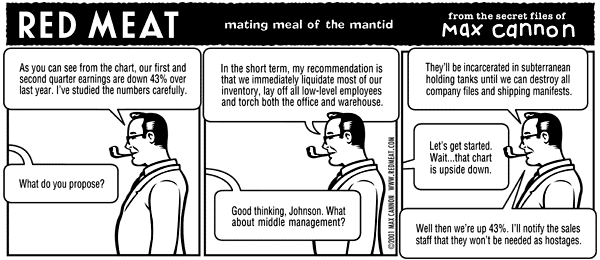 RED MEAT
mating meal of the mantid
from the secret files of
Max cannon
As you can see from the chart, our first and
second quarter earnings are down 43% over
last year. I've studied the numbers carefully.
What do you propose?
In the short term, my recommendation is
that we immediately liquidate most of our
inventory, lay off all low-level employees
and torch both the office and warehouse.
Good thinking, Johnson. What
about middle management?
©2001 MAX CANNON WWW.REDMEAT.COM
They'll be incarcerated in subterranean
holding tanks until we can destroy all
company files and shipping manifests.
Let's get started.
Wait...that chart
is upside down.
Well then we're up 43%. I'll notify the sales
staff that they won't be needed as hostages.